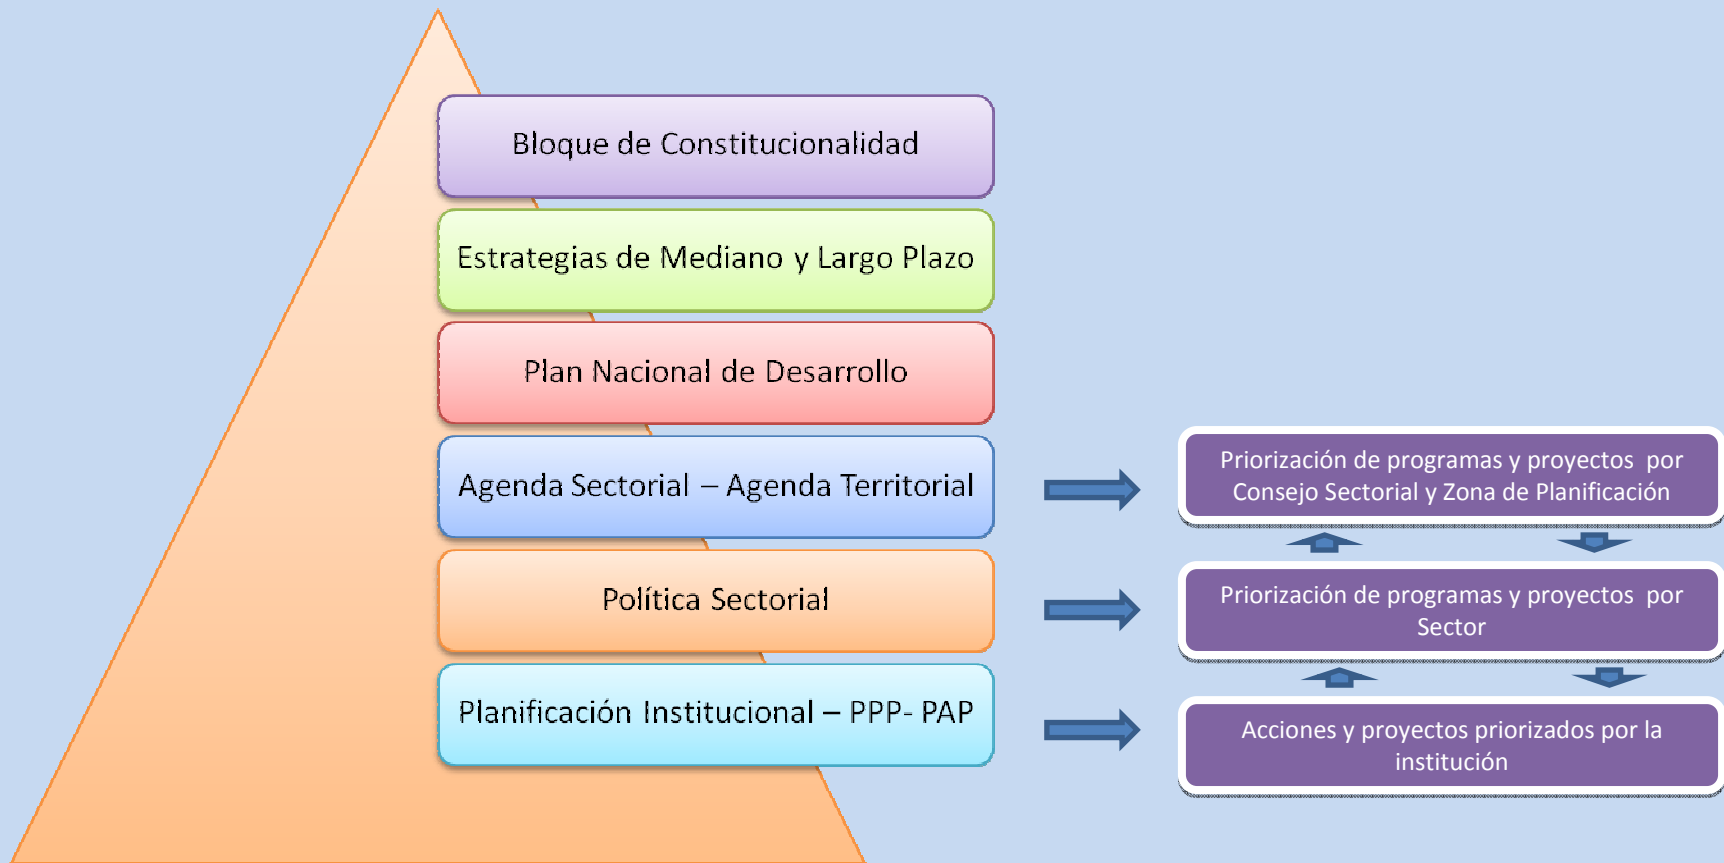 Bloque de Constitucionalidad
Estrategias de Mediano y Largo Plazo
Plan Nacional de Desarrollo
Agenda Sectorial – Agenda Territorial
Política Sectorial
Planificación Institucional – PPP- PAP
Priorización de programas y proyectos por
Consejo Sectorial y Zona de Planificación
Priorización de programas y proyectos por
Sector
Acciones y proyectos priorizados por la
institución